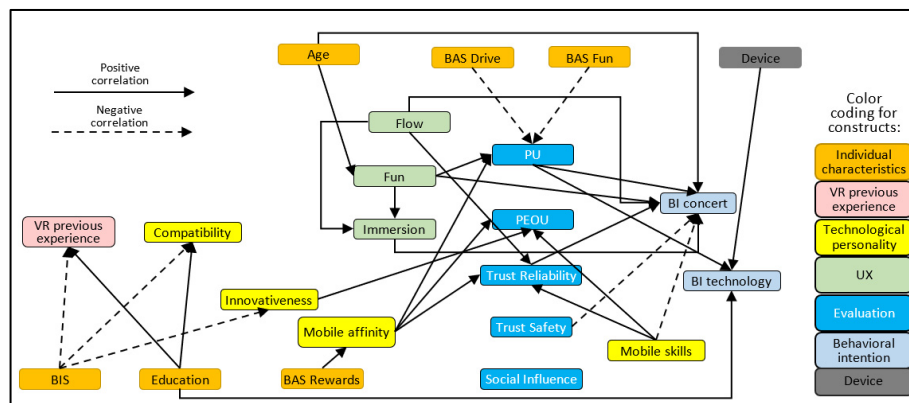 Age
BAS Drive
BAS Fun
Device
Positive
correlation
Negative
correlation
Color
coding for
constructs:
Flow
PU
Individual
characteristics
Fun
VR previous
experience
BI concert
VR previous
experience
Compatibility
PEOU
Technological
personality
Immersion
UX
Trust Reliability
BI technology
Innovativeness
Evaluation
Mobile affinity
Trust Safety
Mobile skills
Behavioral
intention
BIS
Education
BAS Rewards
Social Influence
Device